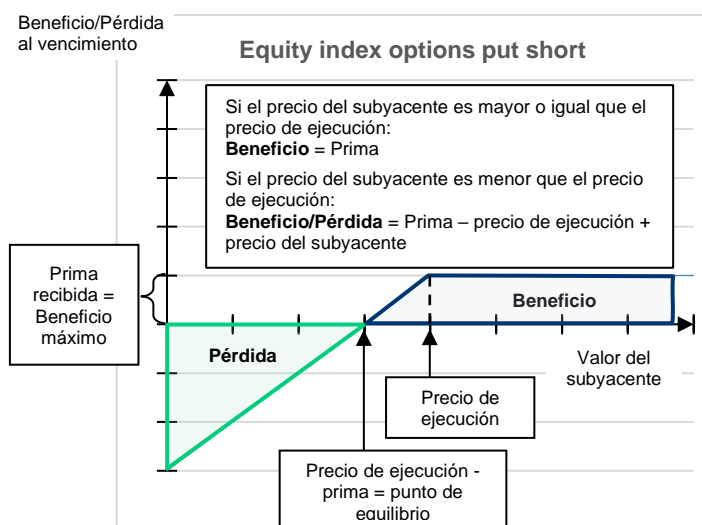 Beneficio/Pérdida
al vencimiento
Equity index options put short
Si el precio del subyacente es mayor o igual que el
precio de ejecución:
Beneficio = Prima
Si el precio del subyacente es menor que el precio
de ejecución:
Beneficio/Pérdida = Prima – precio de ejecución +
precio del subyacente
Prima
recibida =
Beneficio
máximo
Beneficio
Pérdida
Valor del
subyacente
Precio de
ejecución
Precio de ejecución -
prima = punto de
equilibrio